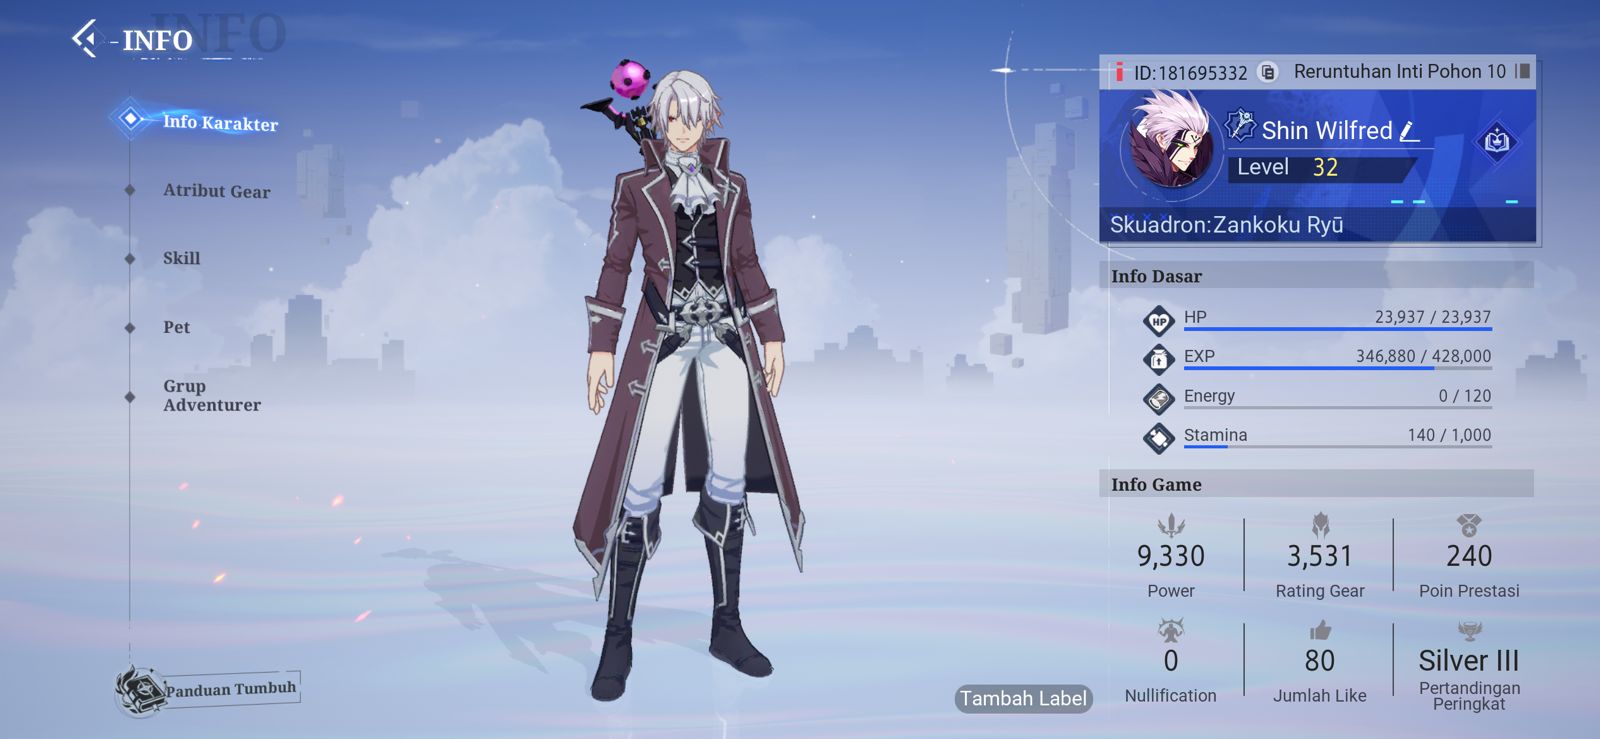 INFO
Info Karakter
Atribut Gear
Skill
Pet
Grup
Adventurer
Panduan Tumbuh
ID:181695332 Reruntuhan Inti Pohon 10
Shin Wilfred
Level 32
Skuadron:Zankoku Ryū
Info Dasar
HP 23,937 / 23,937
EXP 346,880 / 428,000
Energy 0 / 120
Stamina 140 / 1,000
Info Game
9,330 3,531 240
Power Rating Gear Poin Prestasi
0 80 Silver III
Nullification Jumlah Like Pertandingan
Peringkat
Tambah Label